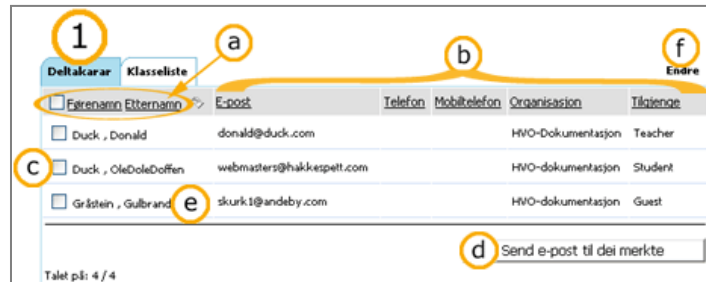 1
a
b
f
Deltakarar Klasseliste Endre
Førenamn Etternamn E-post Telefon Mobiltelefon Organisasjon Tilgjenge
Duck , Donald donald@duck.com HVO-Dokumentasjon Teacher
c Duck , OleDoleDoffen webmasters@hakkespett.com HVO-dokumentasjon Student
Gråstein , Gulbrand e skurk1@andeby.com HVO-dokumentasjon Guest
d Send e-post til dei merkte
Talet på: 4 / 4